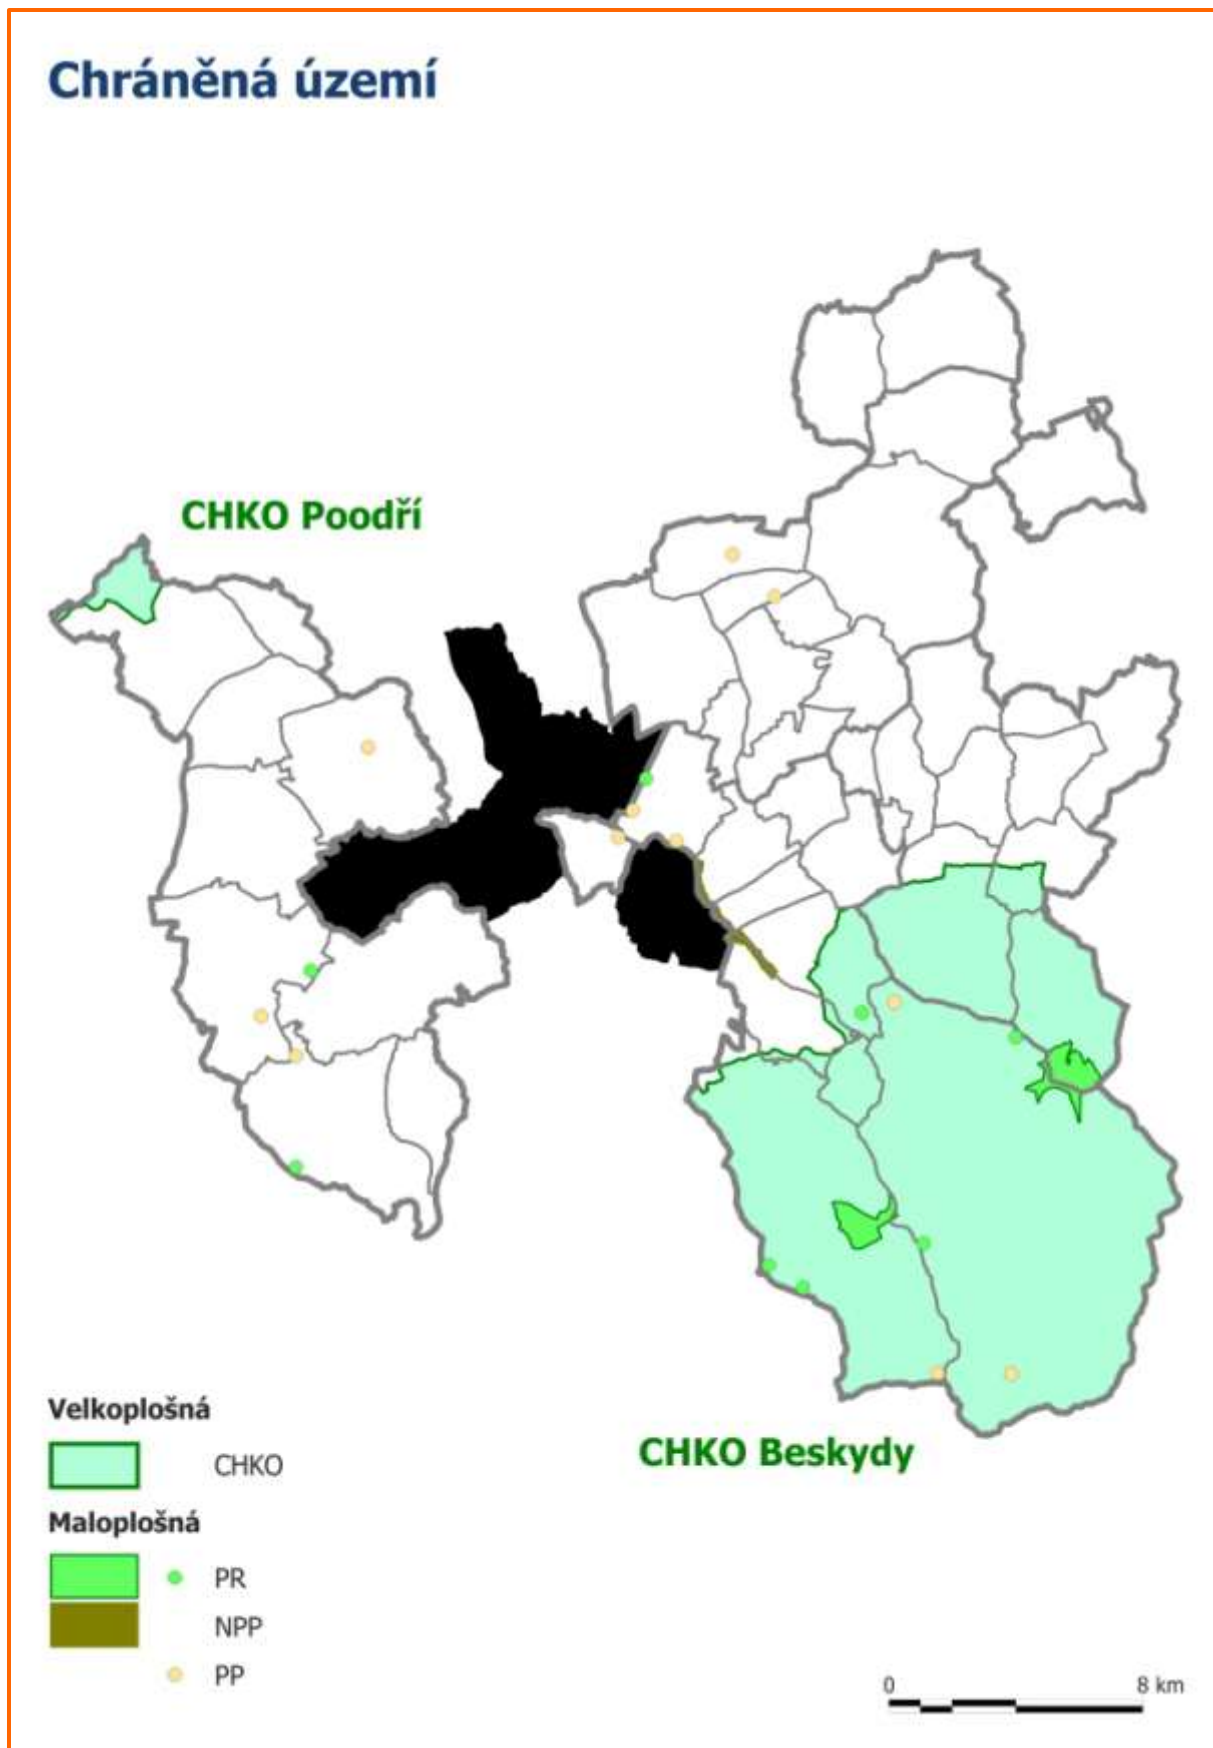 Chráněná území
CHKO Poodří
CHKO Beskydy
Velkoplošná
CHKO
Maloplošná
PR
NPP
PP
0 8 km